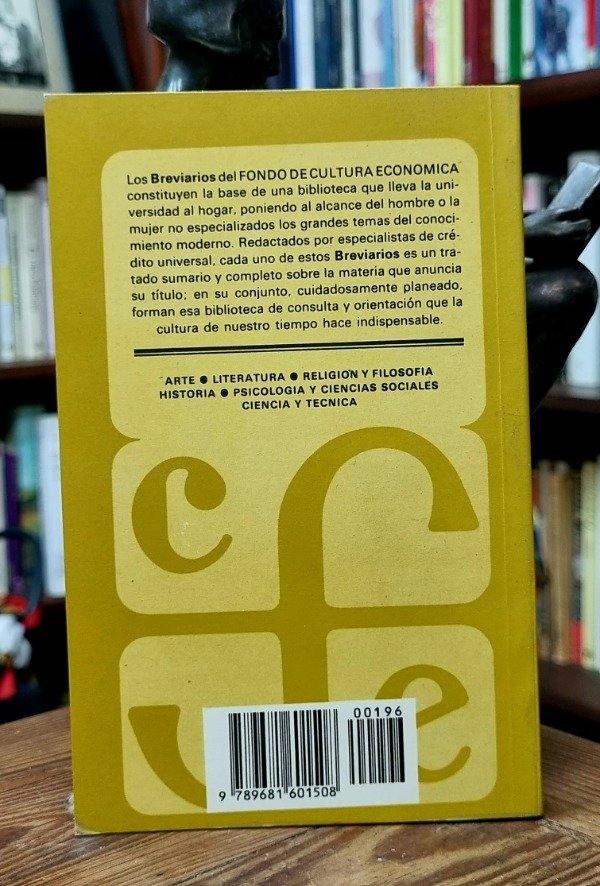 Los Breviarios del FONDO DE CULTURA ECONOMICA
constituyen la base de una biblioteca que lleva la uni-
versidad al hogar, poniendo al alcance del hombre o la
mujer no especializados los grandes temas del conoci-
miento moderno. Redactados por especialistas de cré-
dito universal, cada uno de estos Breviarios es un tra-
tado sumario y completo sobre la materia que anuncia
su título; en su conjunto, cuidadosamente planeado,
forman esa biblioteca de consulta y orientación que la
cultura de nuestro tiempo hace indispensable.
ARTE ● LITERATURA ● RELIGION Y FILOSOFIA
HISTORIA ● PSICOLOGIA Y CIENCIAS SOCIALES
CIENCIA Y TECNICA
c f
e
00196
9 789681 601508